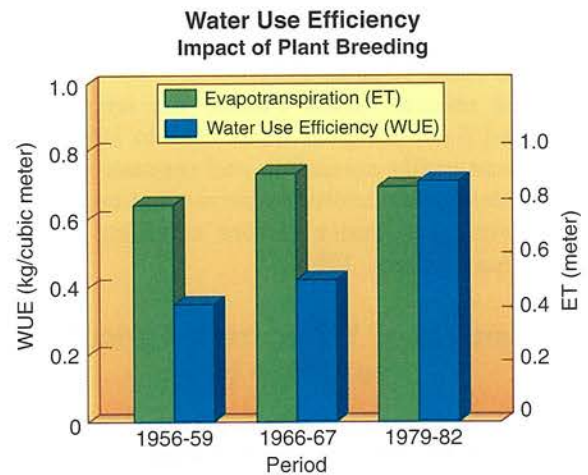 Water Use Efficiency
Impact of Plant Breeding
Evapotranspiration (ET)
Water Use Efficiency (WUE)
WUE (kg/cubic meter)
1.0
0.8
0.6
0.4
0.2
0
1.0
0.8
0.6
0.4
0.2
0
ET (meter)
1956-59 1966-67 1979-82
Period